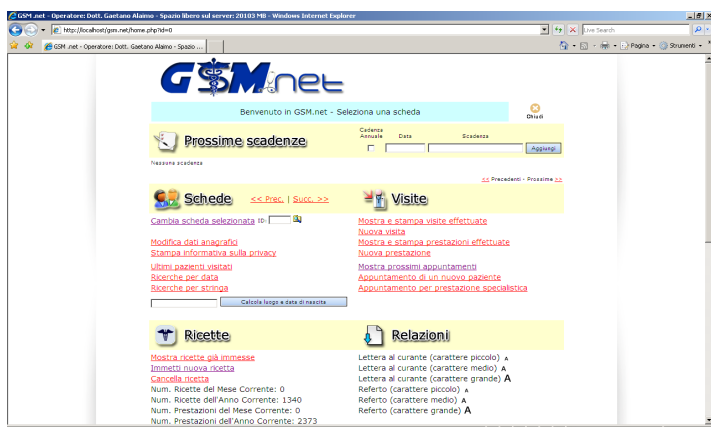 GSM .net - Operatore: Dott. Gaetano Alaimo - Spazio libero sul server: 20103 MB - Windows Internet Explorer
http://localhost/gsm.net/home.php?id=0
Live Search
GSM .net - Operatore: Dott. Gaetano Alaimo - Spazio ...
Pagina
Strumenti
GSM.net
Benvenuto in GSM.net - Seleziona una scheda
Chiudi
Prossime scadenze
Cadenza Annuale
Data
Scadenza
Aggiungi
Nessuna scadenza
<< Precedenti - Prossime >>
Schede
<< Prec. | Succ. >>
Cambia scheda selezionata ID:
Modifica dati anagrafici
Stampa informativa sulla privacy
Ultimi pazienti visitati
Ricerche per data
Ricerche per stringa
Calcola luogo e data di nascita
Visite
Mostra e stampa visite effettuate
Nuova visita
Mostra e stampa prestazioni effettuate
Nuova prestazione
Mostra prossimi appuntamenti
Appuntamento di un nuovo paziente
Appuntamento per prestazione specialistica
Ricette
Mostra ricette già immesse
Immetti nuova ricetta
Cancella ricetta
Num. Ricette del Mese Corrente: 0
Num. Ricette dell'Anno Corrente: 1340
Num. Prestazioni del Mese Corrente: 0
Num. Prestazioni dell'Anno Corrente: 2373
Relazioni
Lettera al curante (carattere piccolo) A
Lettera al curante (carattere medio) A
Lettera al curante (carattere grande) A
Referto (carattere piccolo) A
Referto (carattere medio) A
Referto (carattere grande) A